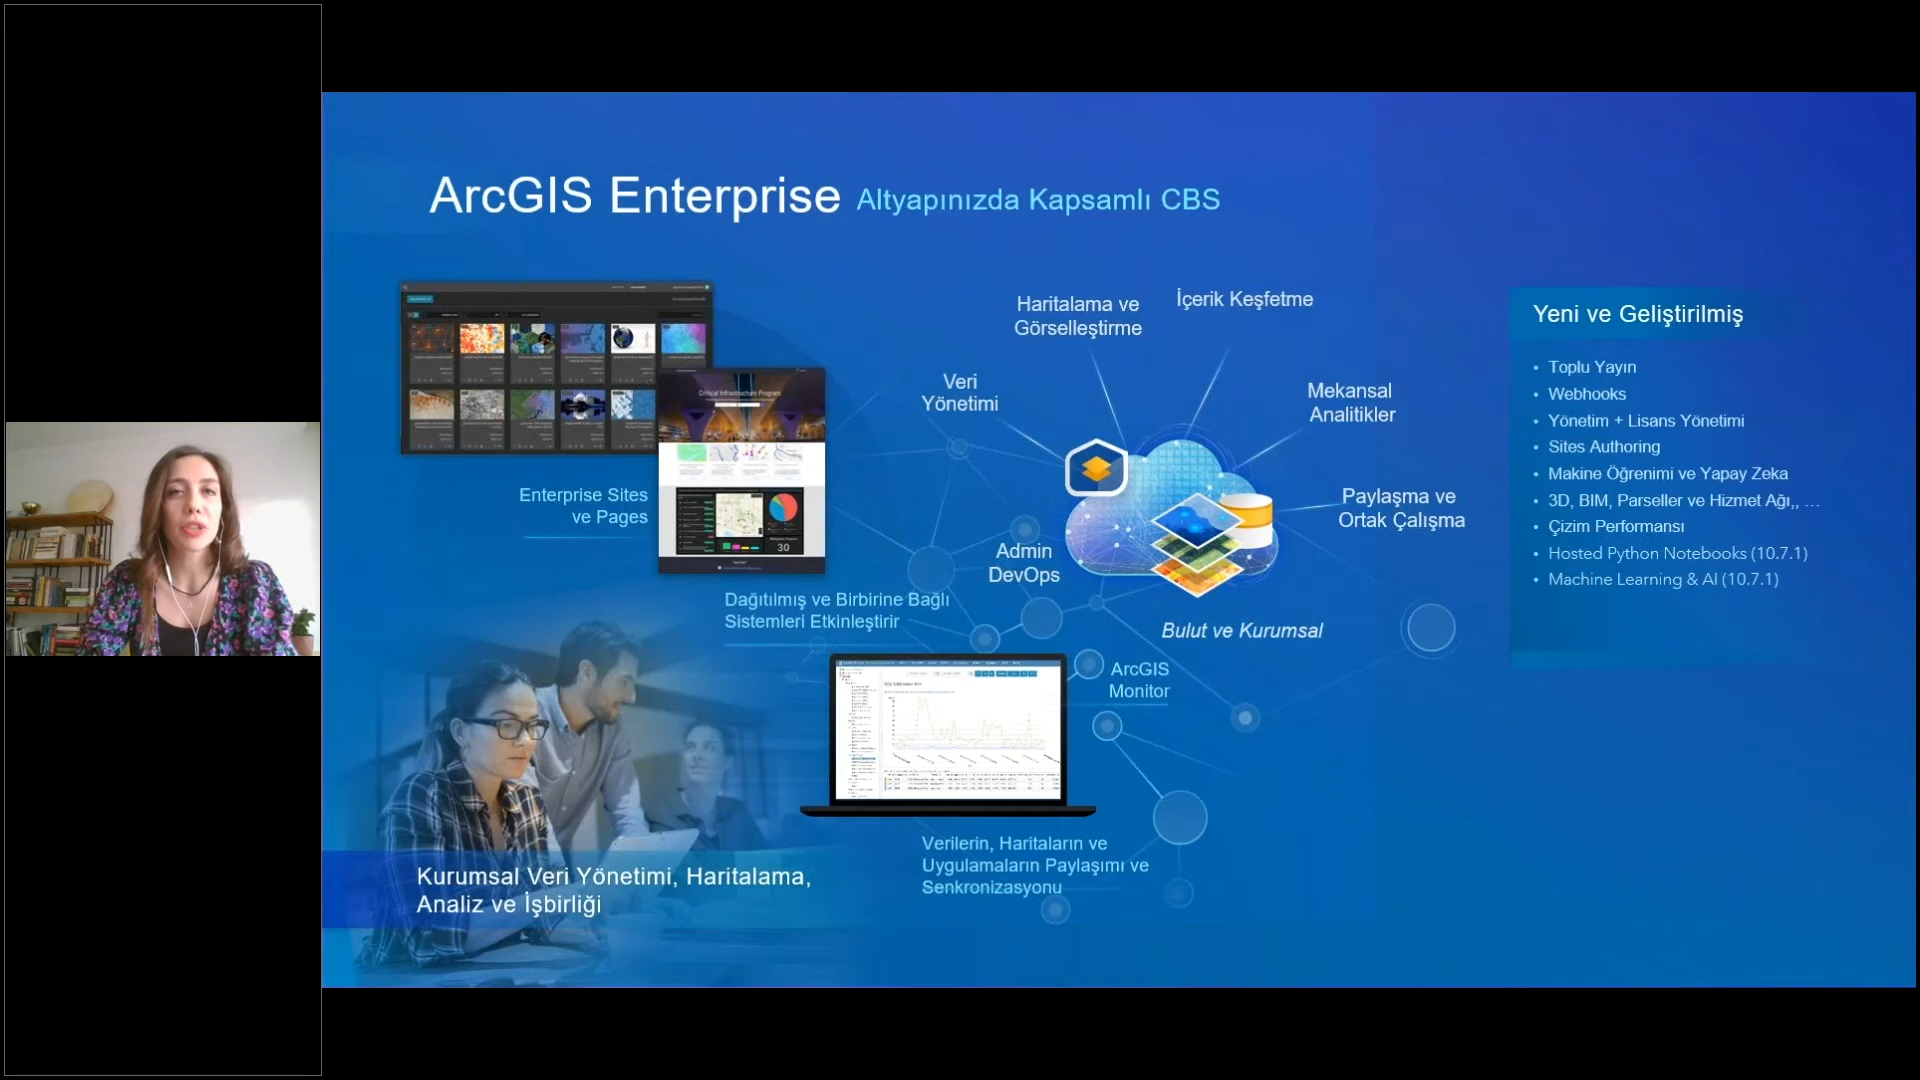 ArcGIS Enterprise Altyapınızda Kapsamlı CBS
Haritalama ve
Görselleştirme
İçerik Keşfetme
Veri
Yönetimi
Mekansal
Analitikler
Paylaşma ve
Ortak Çalışma
Admin
DevOps
Bulut ve Kurumsal
Critical Infrastructure Program
30
Enterprise Sites
ve Pages
Dağıtılmış ve Birbirine Bağlı
Sistemleri Etkinleştirir
ArcGIS
Monitor
Verilerin, Haritaların ve
Uygulamaların Paylaşımı ve
Senkronizasyonu
Kurumsal Veri Yönetimi, Haritalama,
Analiz ve İşbirliği
Yeni ve Geliştirilmiş
• Toplu Yayın
• Webhooks
• Yönetim + Lisans Yönetimi
• Sites Authoring
• Makine Öğrenimi ve Yapay Zeka
• 3D, BIM, Parseller ve Hizmet Ağı,, …
• Çizim Performansı
• Hosted Python Notebooks (10.7.1)
• Machine Learning & AI (10.7.1)